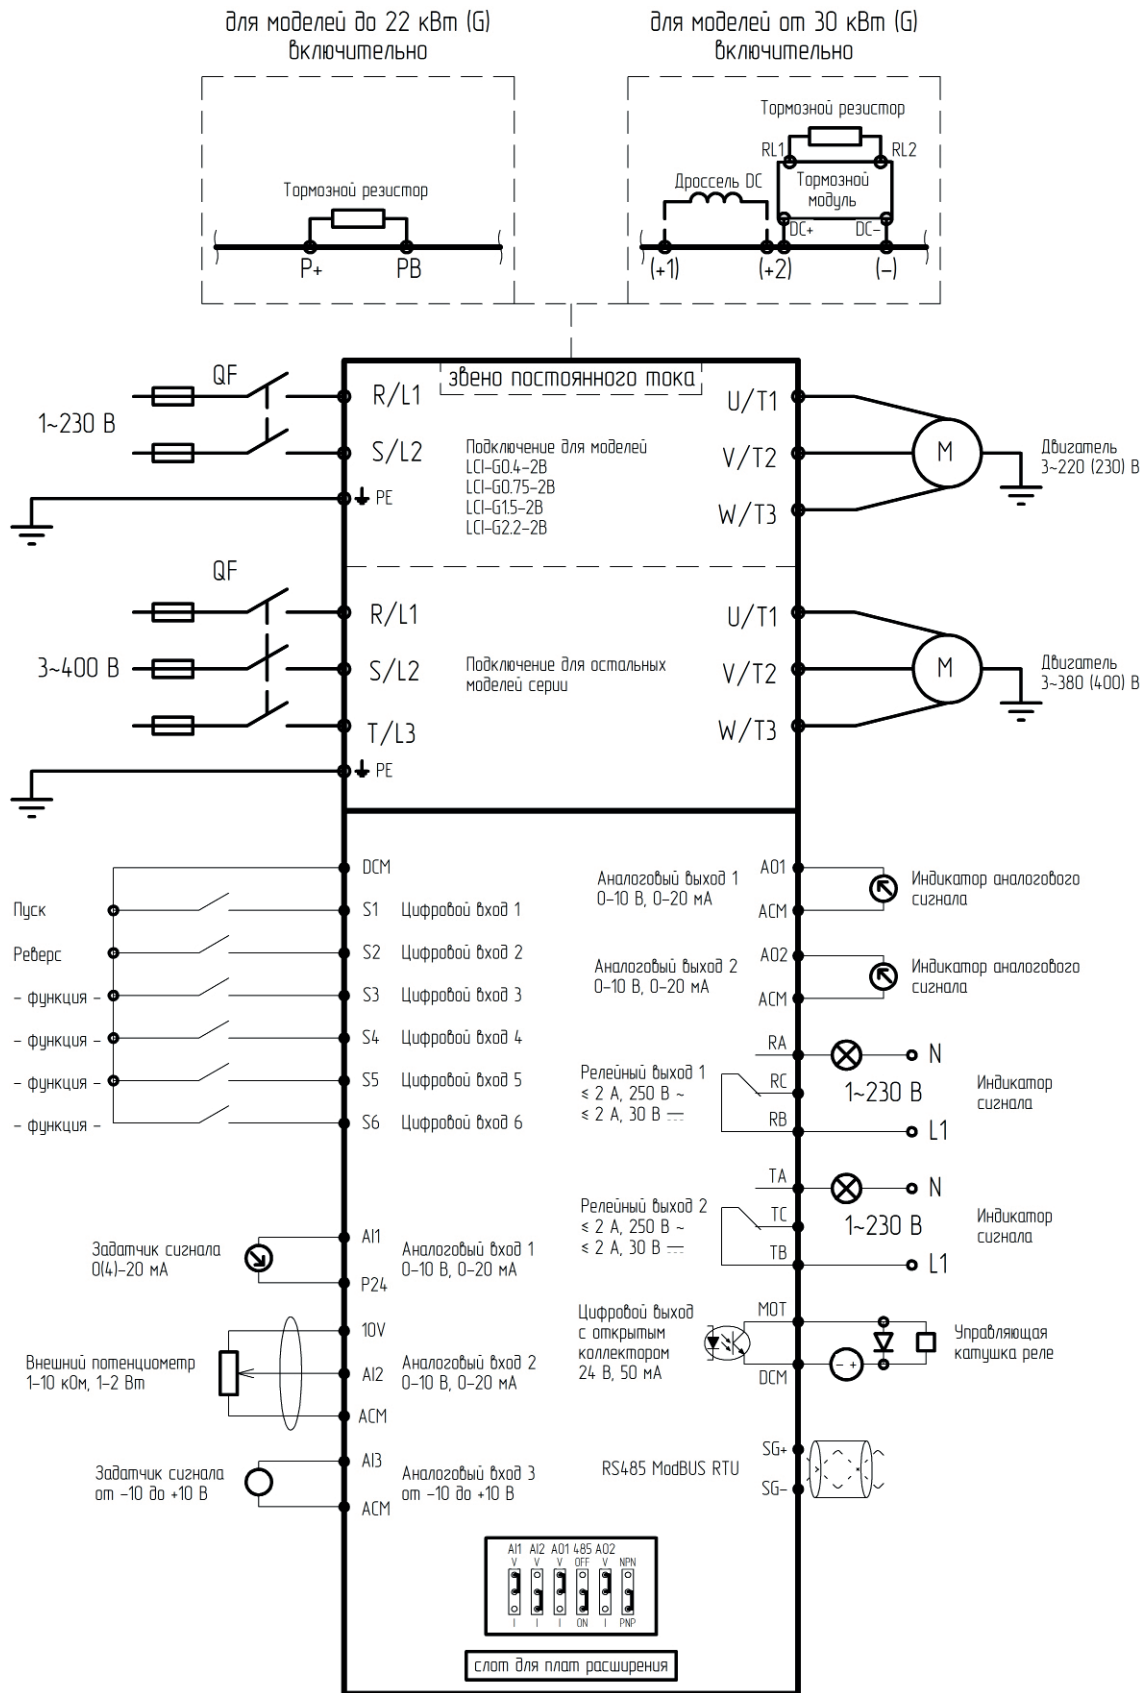 для моделей до 22 кВт (G)
включительно
для моделей от 30 кВт (G)
включительно
Тормозной резистор
P+
PB
Тормозной резистор
RL1
RL2
Дроссель DC
Тормозной
модуль
DC+
DC-
(+1)
(+2)
(-)
звено постоянного тока
QF
1~230 В
R/L1
S/L2
PE
Подключение для моделей
LCI-G0.4-2B
LCI-G0.75-2B
LCI-G1.5-2B
LCI-G2.2-2B
U/T1
V/T2
W/T3
M
Двигатель
3~220 (230) В
QF
3~400 В
R/L1
S/L2
T/L3
PE
Подключение для остальных
моделей серии
U/T1
V/T2
W/T3
M
Двигатель
3~380 (400) В
DCM
Пуск
S1 Цифровой вход 1
Реверс
S2 Цифровой вход 2
- функция -
S3 Цифровой вход 3
- функция -
S4 Цифровой вход 4
- функция -
S5 Цифровой вход 5
- функция -
S6 Цифровой вход 6
Задатчик сигнала
0(4)-20 мА
AI1
P24
Аналоговый вход 1
0-10 В, 0-20 мА
Внешний потенциометр
1-10 кОм, 1-2 Вт
10V
AI2
ACM
Аналоговый вход 2
0-10 В, 0-20 мА
Задатчик сигнала
от -10 до +10 В
AI3
ACM
Аналоговый вход 3
от -10 до +10 В
Аналоговый выход 1
0-10 В, 0-20 мА
AO1
ACM
Индикатор аналогового
сигнала
Аналоговый выход 2
0-10 В, 0-20 мА
AO2
ACM
Индикатор аналогового
сигнала
Релейный выход 1
≤ 2 А, 250 В ~
≤ 2 А, 30 В ⎓
RA
RC
RB
N
1~230 В
L1
Индикатор
сигнала
Релейный выход 2
≤ 2 А, 250 В ~
≤ 2 А, 30 В ⎓
TA
TC
TB
N
1~230 В
L1
Индикатор
сигнала
Цифровой выход
с открытым
коллектором
24 В, 50 мА
MOT
DCM
- +
Управляющая
катушка реле
RS485 ModBUS RTU
SG+
SG-
AI1 AI2 AO1 485 AO2
V V V OFF V NPN
I I I ON I PNP
слот для плат расширения